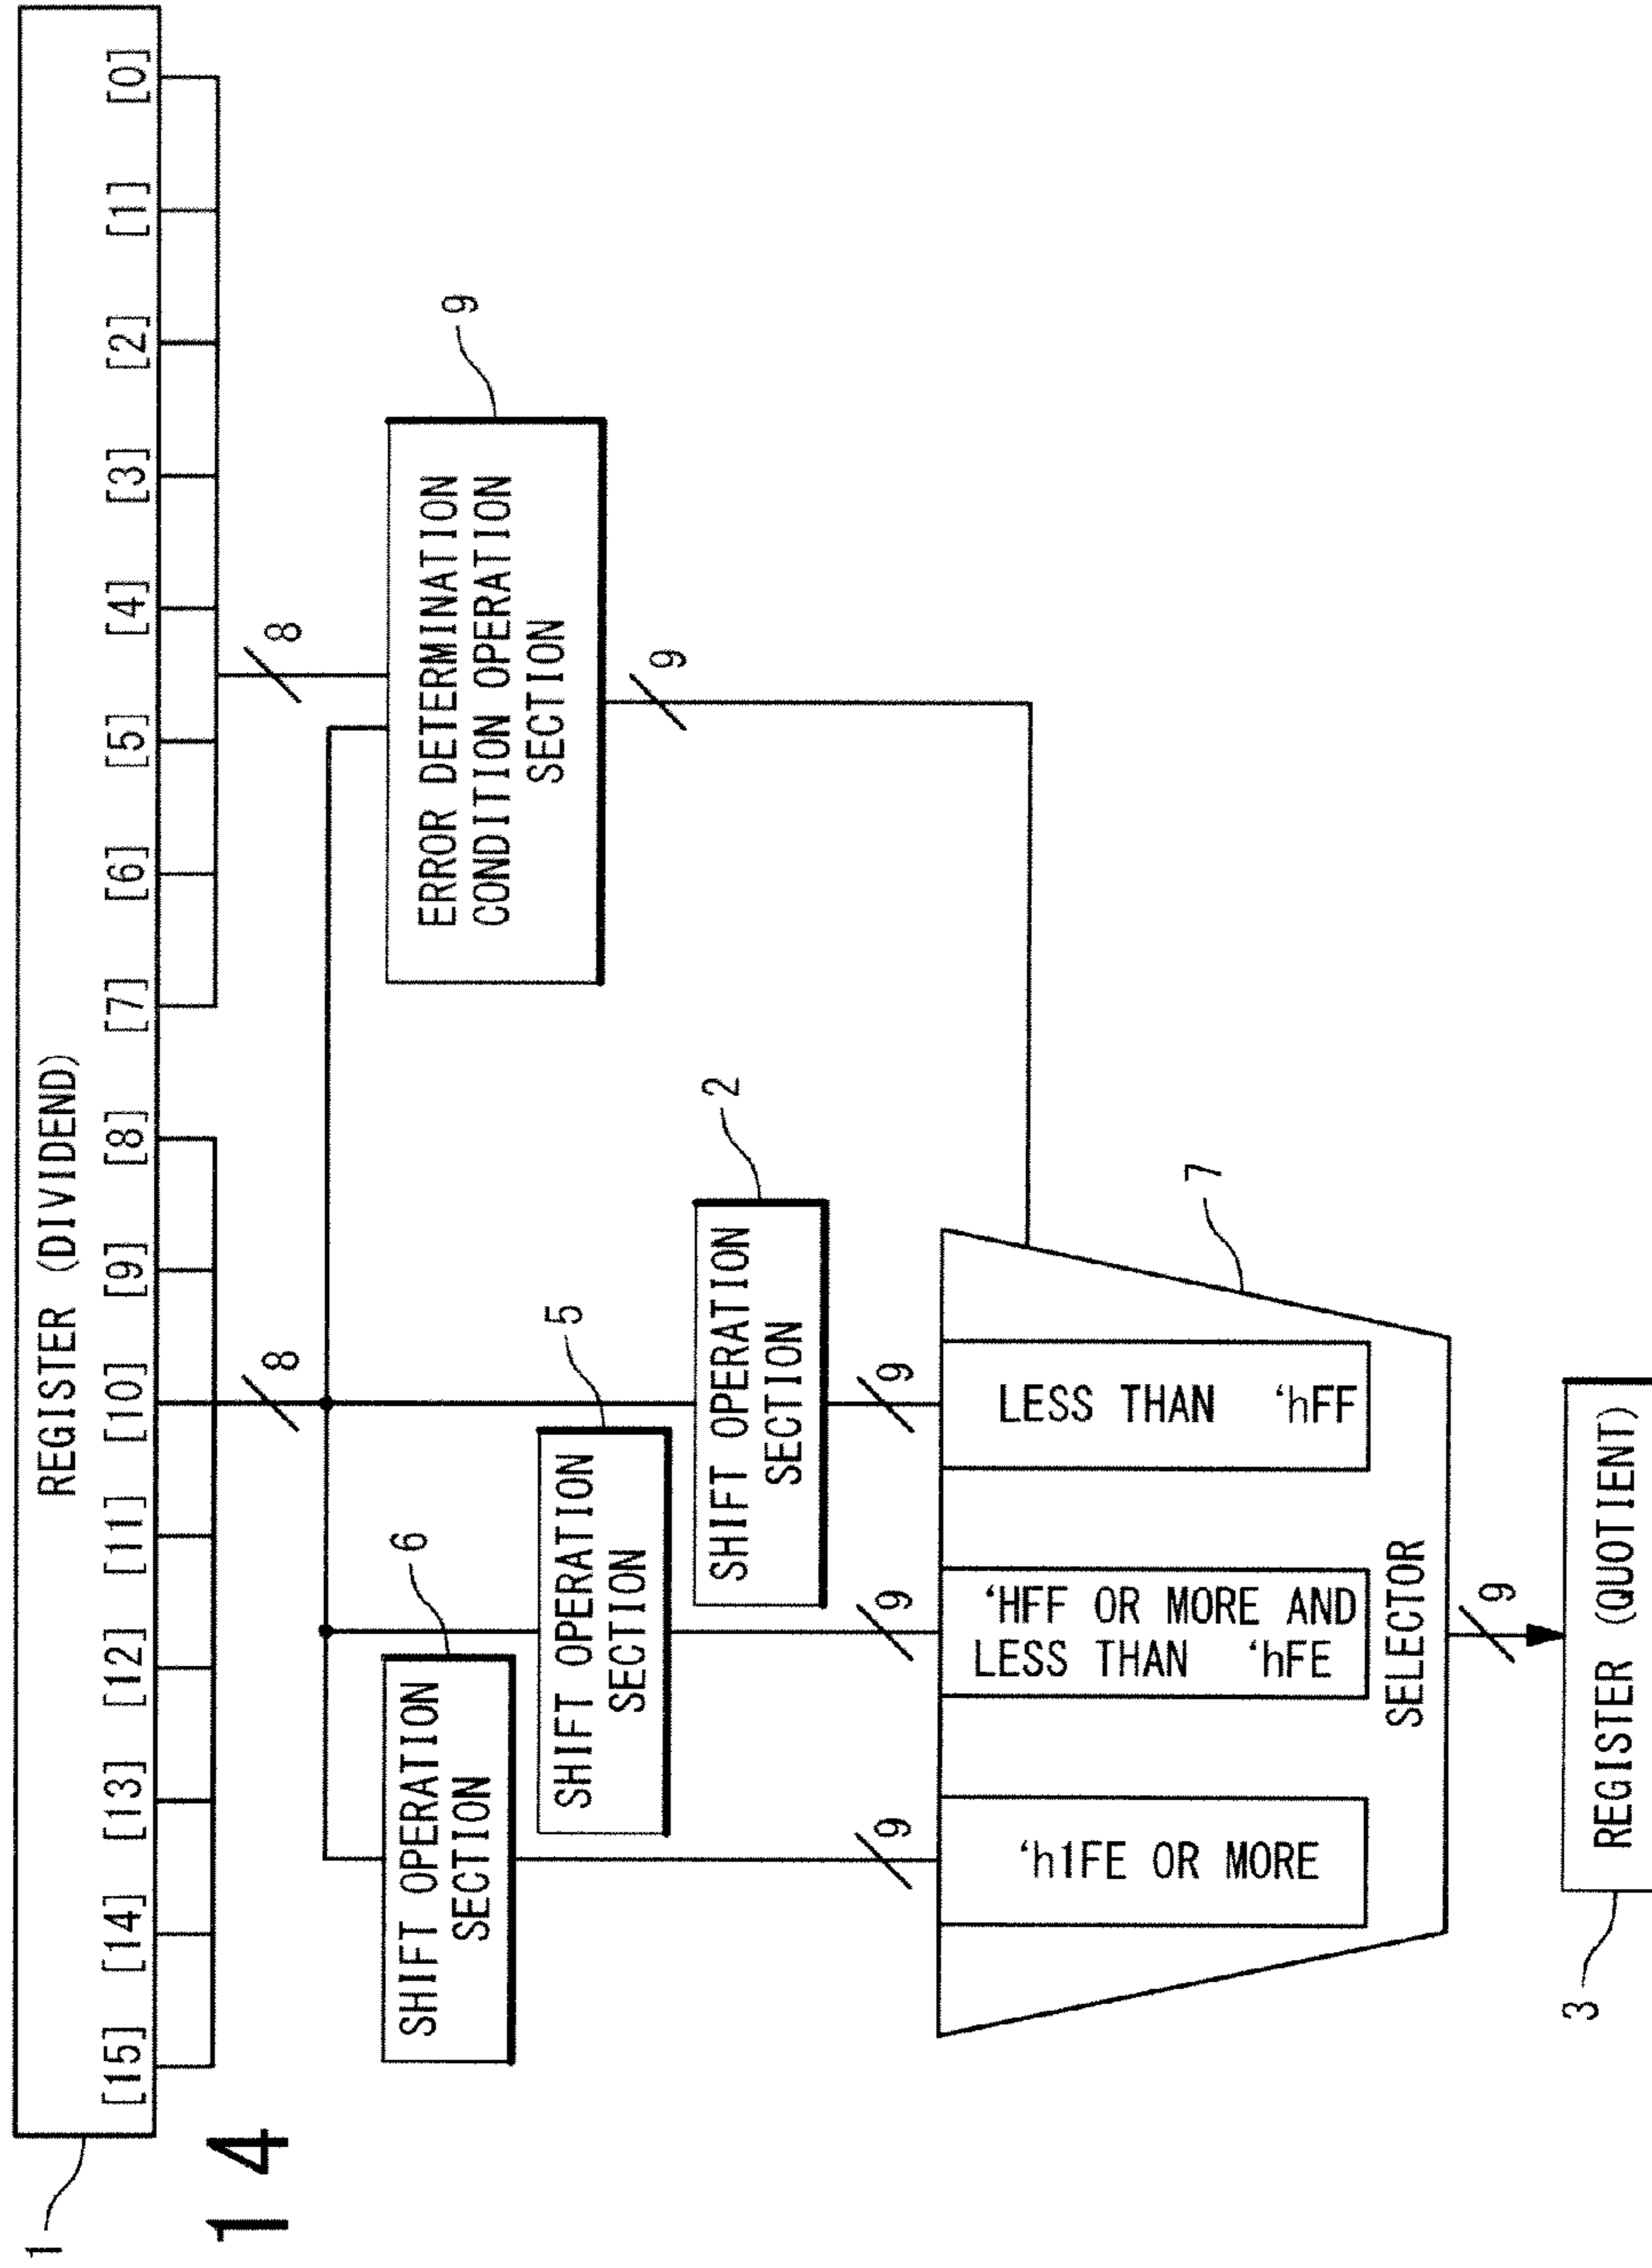 1 4
1
REGISTER (DIVIDEND)
[15] [14] [13] [12] [11] [10] [9] [8] [7] [6] [5] [4] [3] [2] [1] [0]
8
8
6
SHIFT OPERATION
SECTION
5
SHIFT OPERATION
SECTION
2
SHIFT OPERATION
SECTION
9
ERROR DETERMINATION
CONDITION OPERATION
SECTION
9
9
9
9
'h1FE OR MORE
'HFF OR MORE AND
LESS THAN 'hFE
LESS THAN 'hFF
7
SELECTOR
9
3
REGISTER (QUOTIENT)